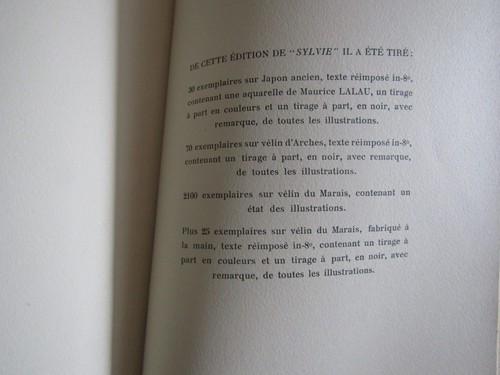 DE CETTE ÉDITION DE "SYLVIE" IL A ÉTÉ TIRÉ :
30 exemplaires sur Japon ancien, texte réimposé in-8º,
contenant une aquarelle de Maurice LALAU, un tirage
à part en couleurs et un tirage à part, en noir, avec
remarque, de toutes les illustrations.
70 exemplaires sur vélin d'Arches, texte réimposé in-8º,
contenant un tirage à part, en noir, avec remarque,
de toutes les illustrations.
2100 exemplaires sur vélin du Marais, contenant un
état des illustrations.
Plus 25 exemplaires sur vélin du Marais, fabriqué à
la main, texte réimposé in-8º, contenant un tirage à
part en couleurs et un tirage à part, en noir, avec
remarque, de toutes les illustrations.